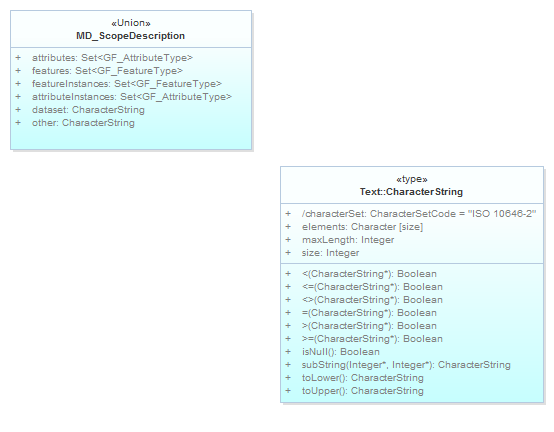 «Union»
MD_ScopeDescription
+ attributes: Set<GF_AttributeType>
+ features: Set<GF_FeatureType>
+ featureInstances: Set<GF_FeatureType>
+ attributeInstances: Set<GF_AttributeType>
+ dataset: CharacterString
+ other: CharacterString
«type»
Text::CharacterString
+ /characterSet: CharacterSetCode = "ISO 10646-2"
+ elements: Character [size]
+ maxLength: Integer
+ size: Integer
+ <(CharacterString*): Boolean
+ <=(CharacterString*): Boolean
+ <>(CharacterString*): Boolean
+ =(CharacterString*): Boolean
+ >(CharacterString*): Boolean
+ >=(CharacterString*): Boolean
+ isNull(): Boolean
+ subString(Integer*, Integer*): CharacterString
+ toLower(): CharacterString
+ toUpper(): CharacterString